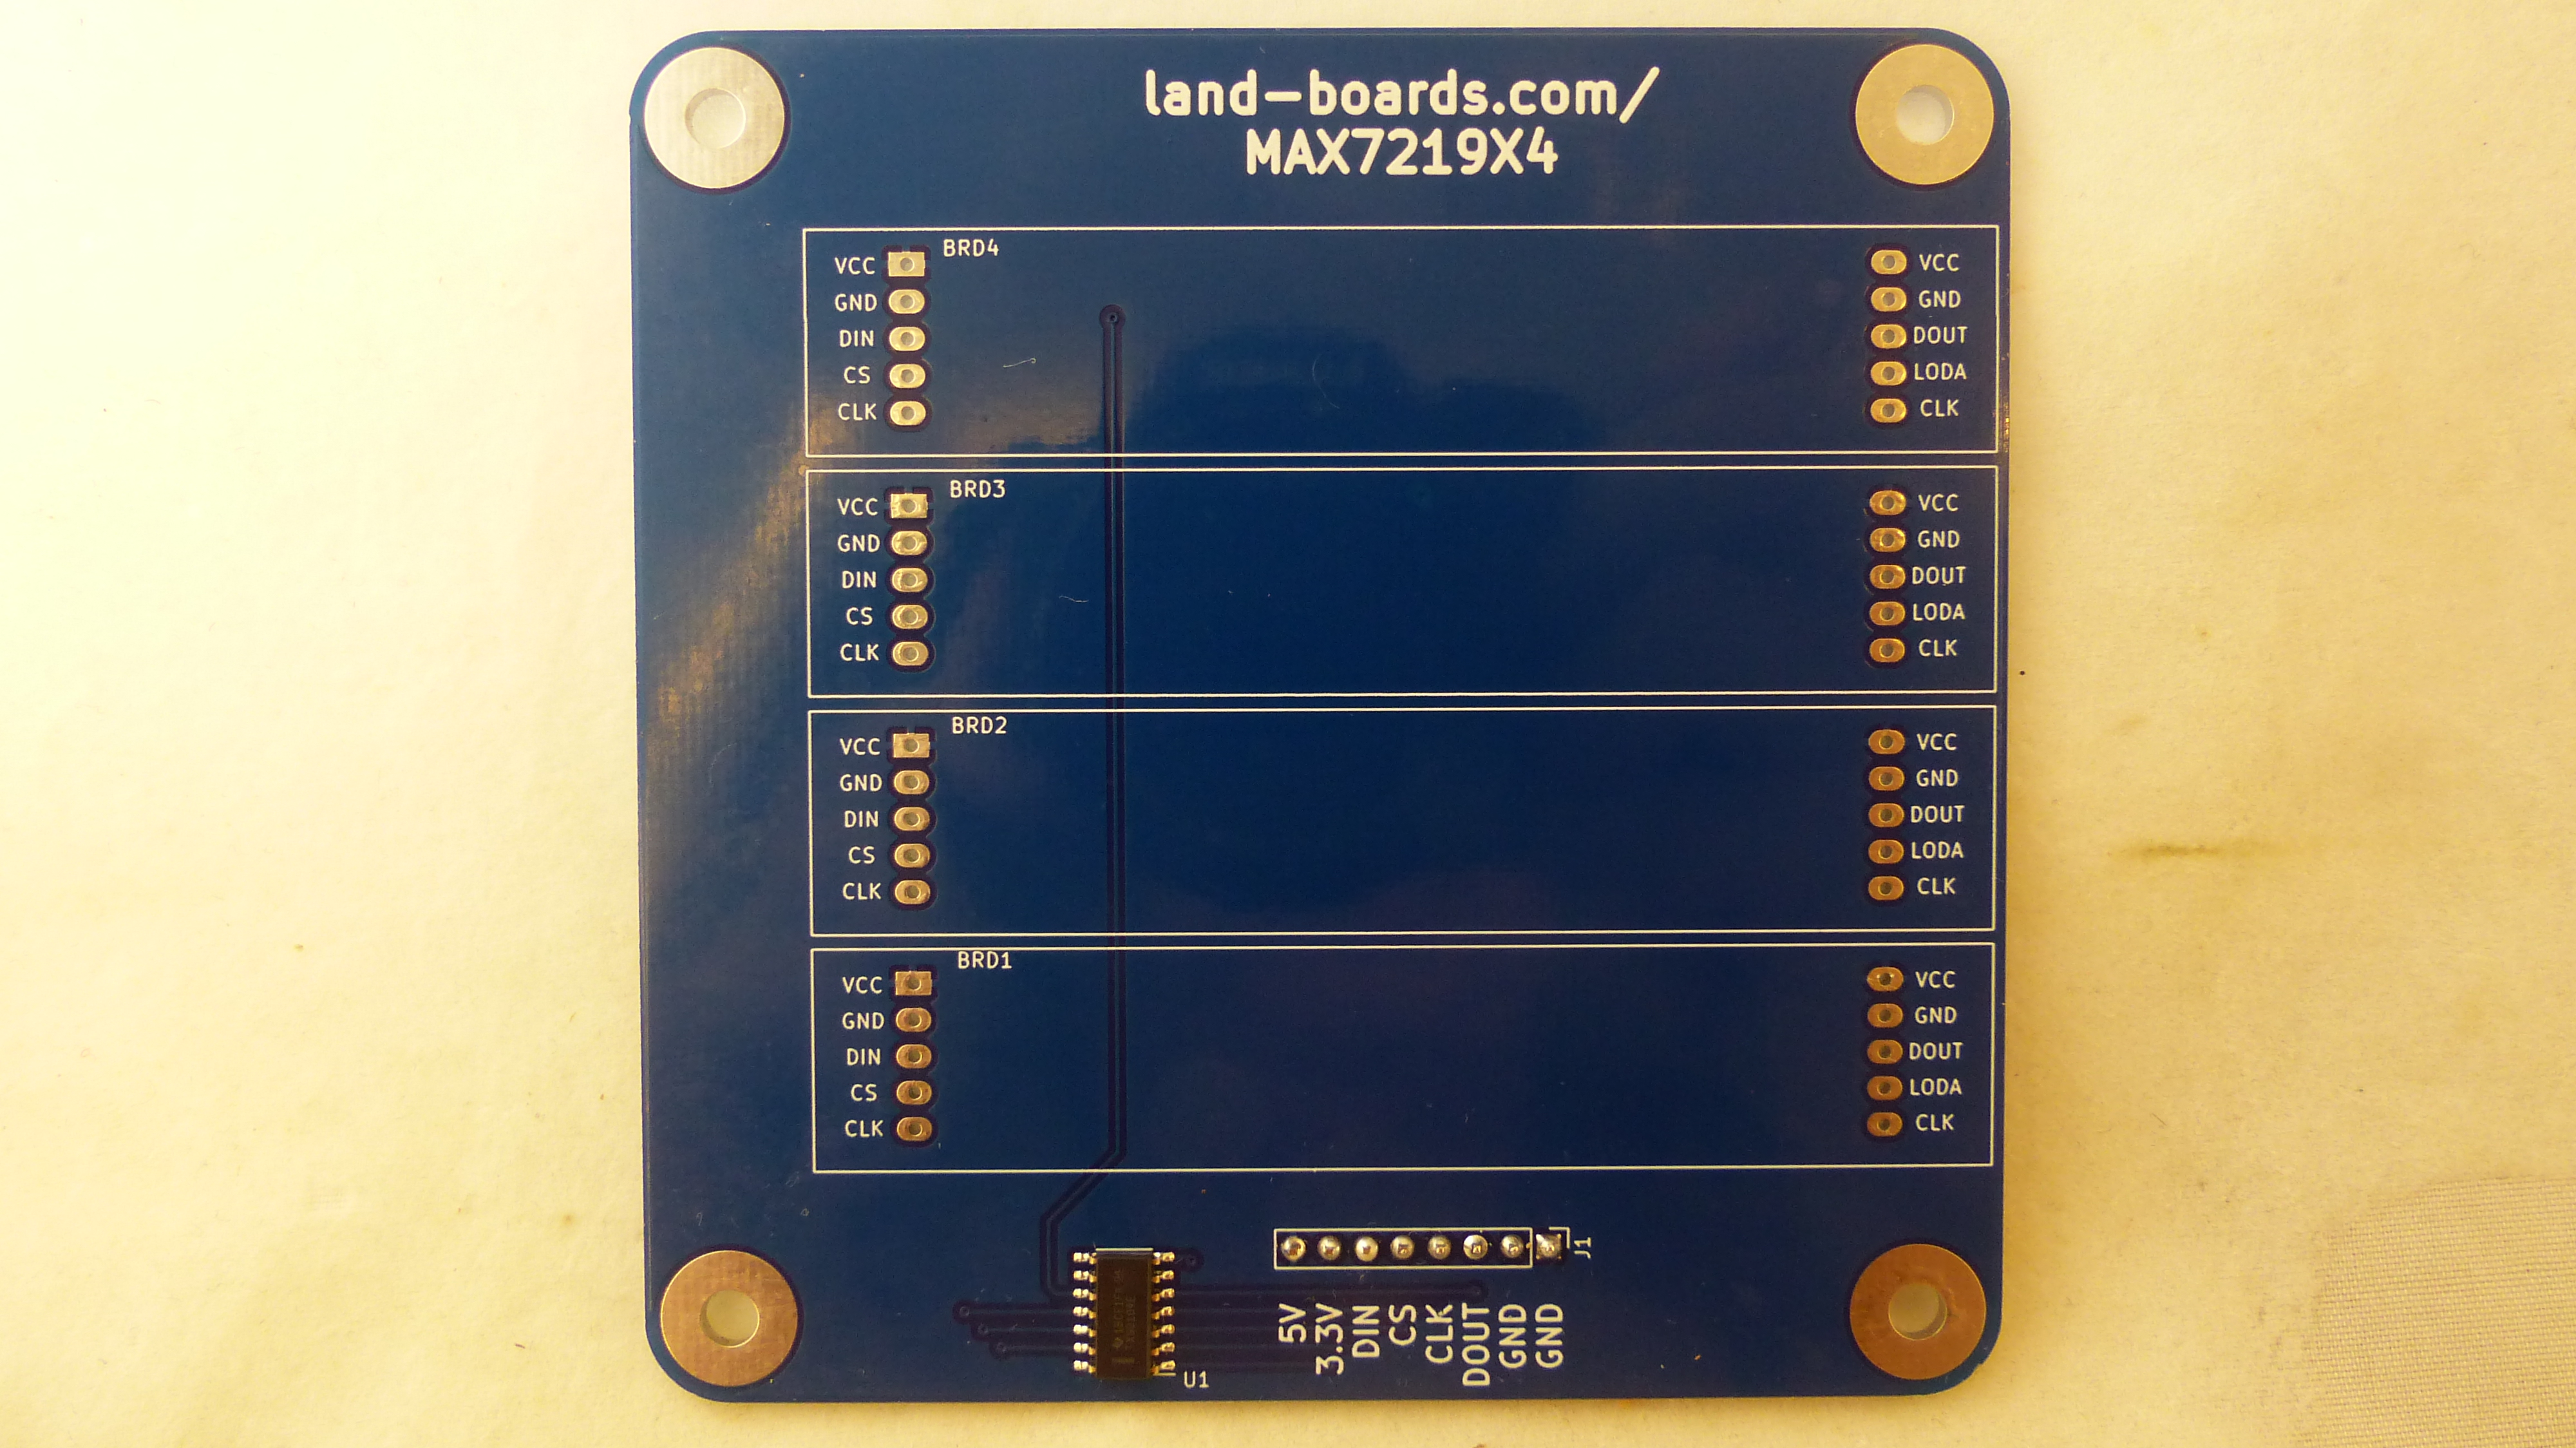 land-boards.com/
MAX7219X4
BRD4
VCC VCC
GND GND
DIN DOUT
CS LODA
CLK CLK
BRD3
VCC VCC
GND GND
DIN DOUT
CS LODA
CLK CLK
BRD2
VCC VCC
GND GND
DIN DOUT
CS LODA
CLK CLK
BRD1
VCC VCC
GND GND
DIN DOUT
CS LODA
CLK CLK
J1
5V
3.3V
DIN
CS
CLK
DOUT
GND
GND
U1